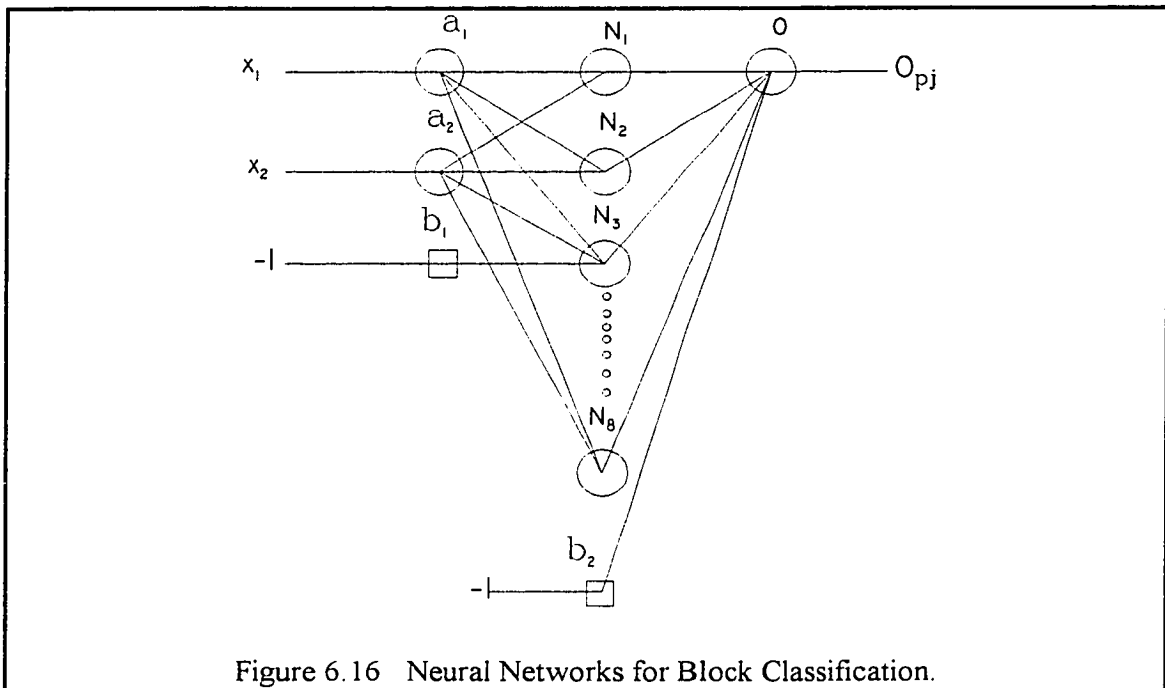 a₁ N₁ O
x₁ O_pj
a₂ N₂
x₂
b₁ N₃
-1
N₈
b₂
-1
Figure 6.16 Neural Networks for Block Classification.